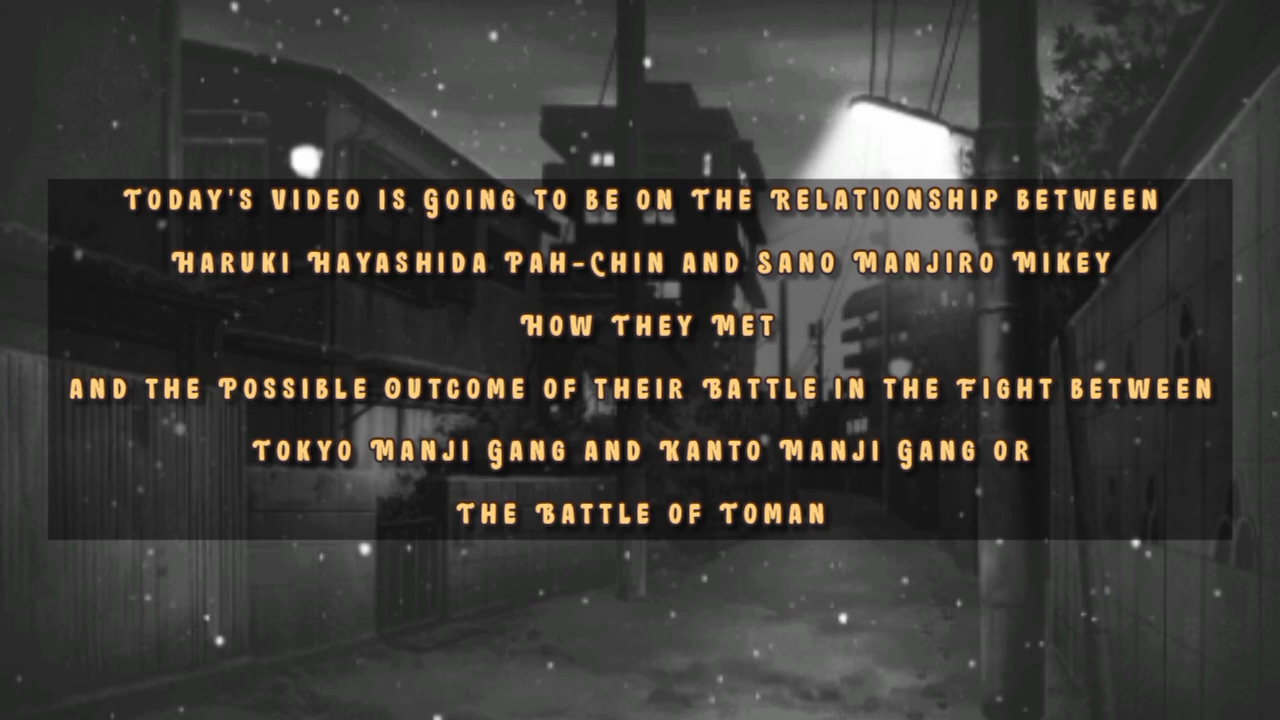 Today's video is Going to be on the Relationship between
Haruki Hayashida Pah-Chin and Sano Manjiro Mikey
How They Met
and the Possible Outcome of their Battle in the Fight between
Tokyo Manji Gang and Kanto Manji Gang or
The Battle of Toman